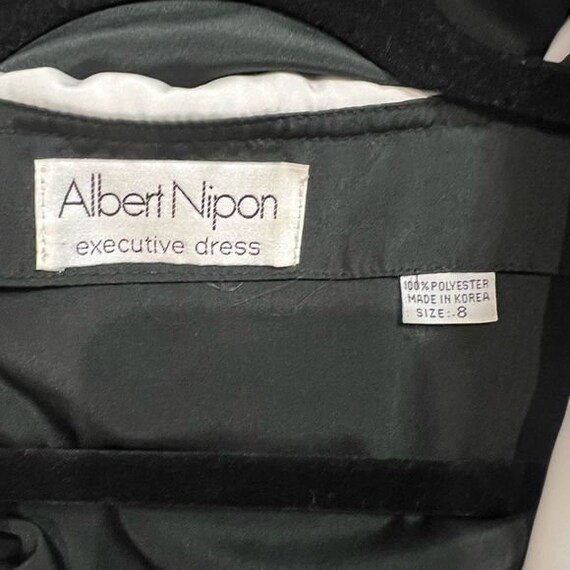 Albert Nipon
executive dress
100% POLYESTER
MADE IN KOREA
SIZE: 8